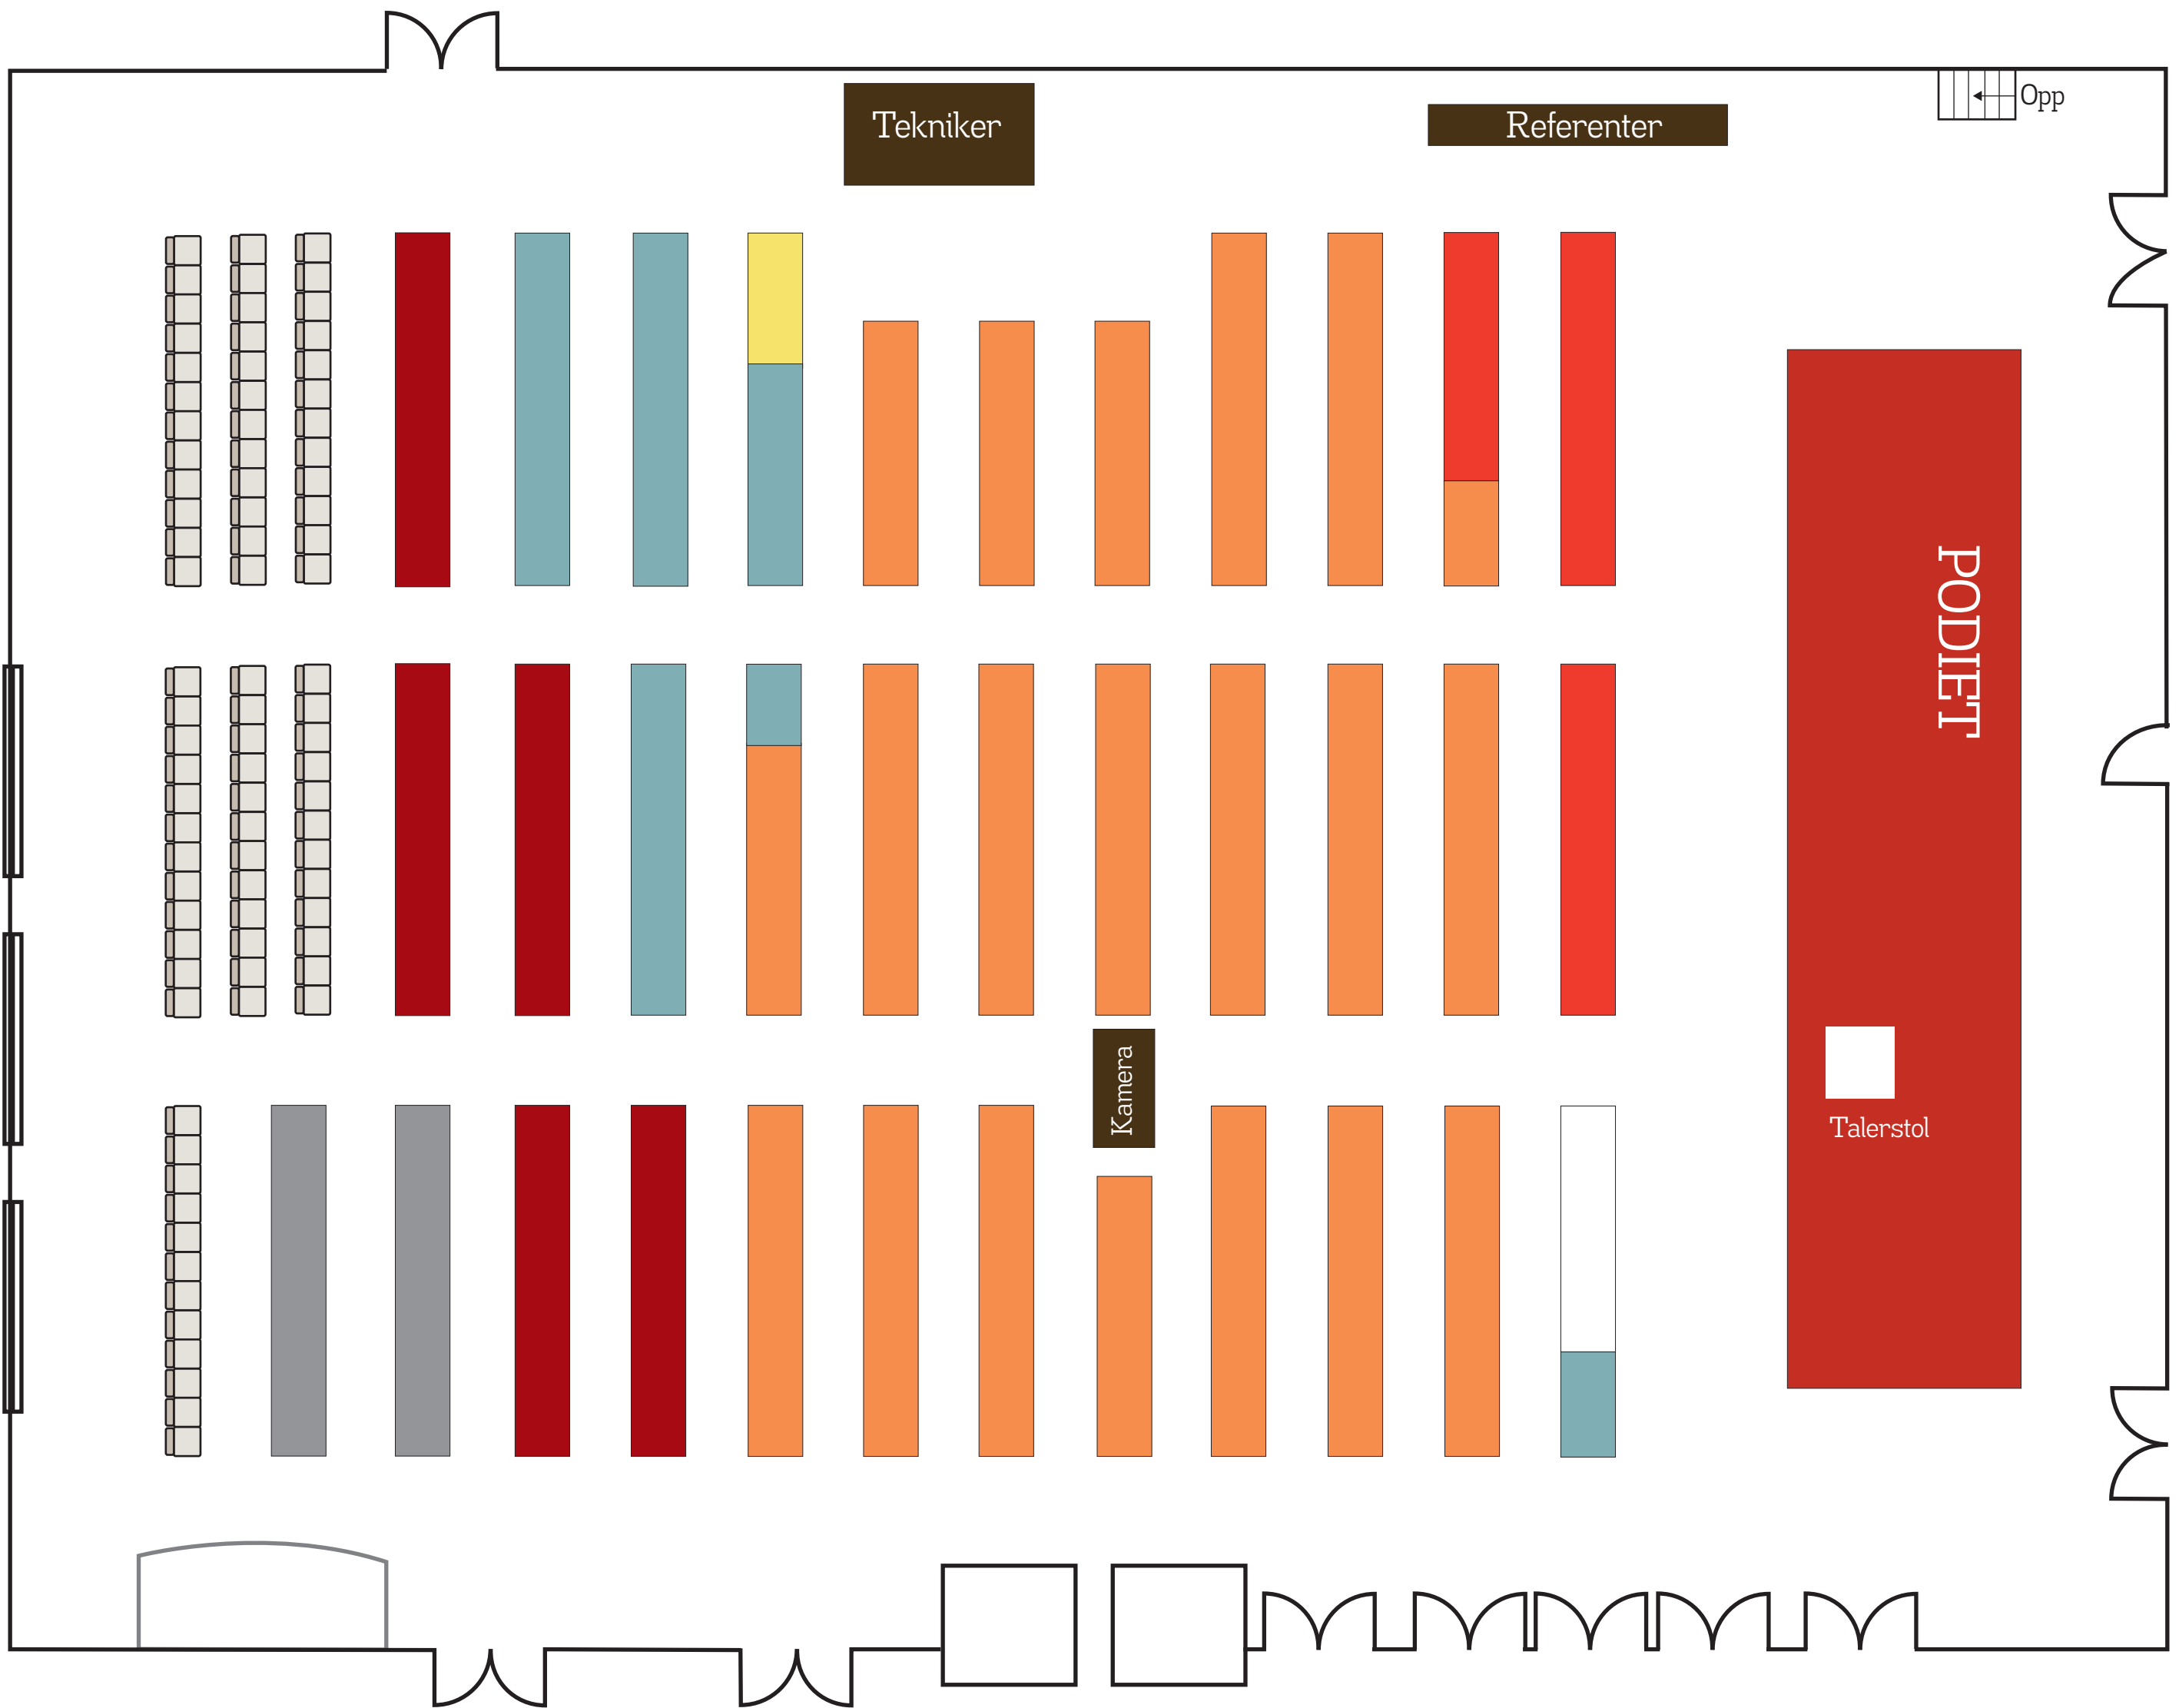 Tekniker
Referenter
Opp
PODIET
Kamera
Talerstol